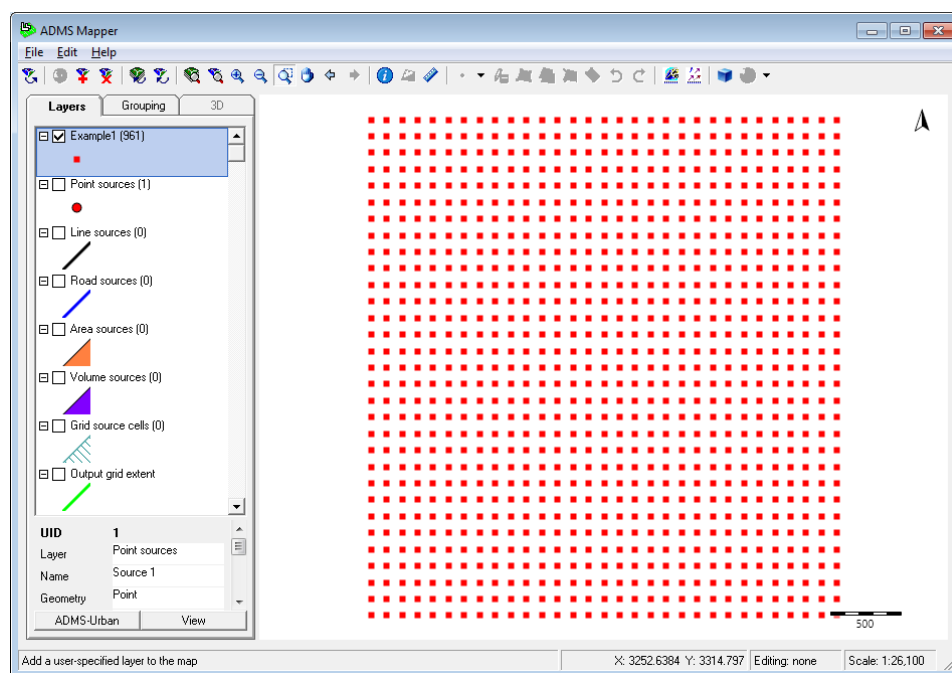 ADMS Mapper
File Edit Help
Layers Grouping 3D
Example1 (961)
Point sources (1)
Line sources (0)
Road sources (0)
Area sources (0)
Volume sources (0)
Grid source cells (0)
Output grid extent
UID 1
Layer Point sources
Name Source 1
Geometry Point
ADMS-Urban View
500
Add a user-specified layer to the map X: 3252.6384 Y: 3314.797 Editing: none Scale: 1:26,100